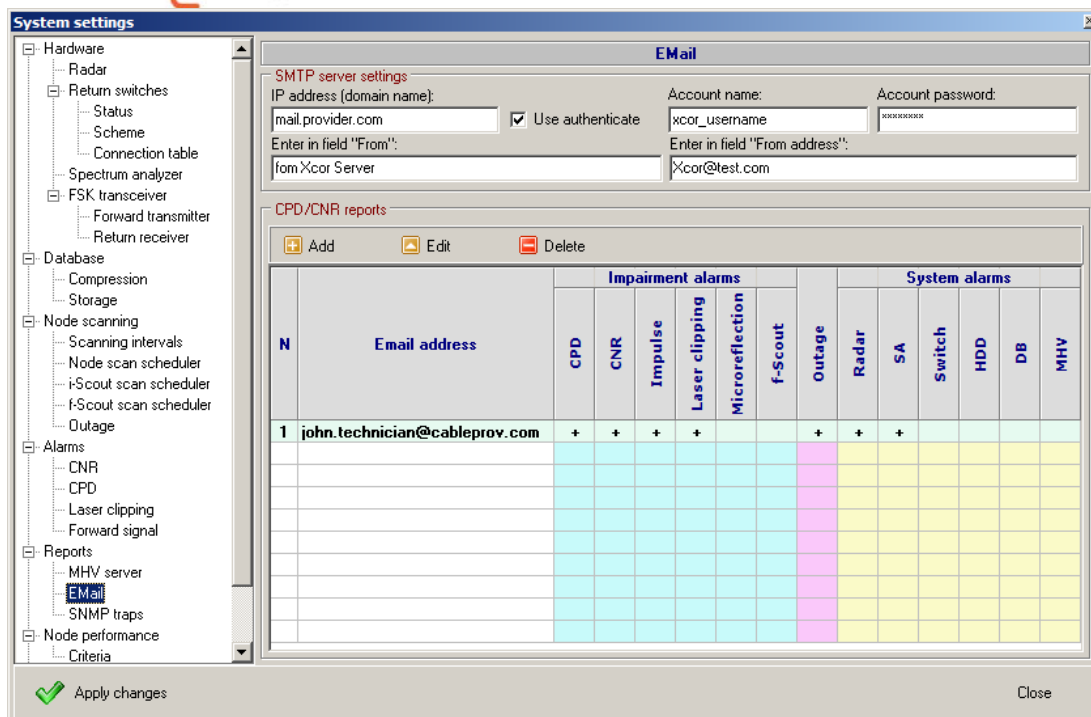 System settings
Hardware
Radar
Return switches
Status
Scheme
Connection table
Spectrum analyzer
FSK transceiver
Forward transmitter
Return receiver
Database
Compression
Storage
Node scanning
Scanning intervals
Node scan scheduler
i-Scout scan scheduler
f-Scout scan scheduler
Outage
Alarms
CNR
CPD
Laser clipping
Forward signal
Reports
MHV server
EMail
SNMP traps
Node performance
Criteria
EMail
SMTP server settings
IP address (domain name): Account name: Account password:
mail.provider.com Use authenticate xcor_username ********
Enter in field "From": Enter in field "From address":
fom Xcor Server Xcor@test.com
CPD/CNR reports
Add Edit Delete
Impairment alarms System alarms
N Email address CPD CNR Impulse Laser clipping Microreflection f-Scout Outage Radar SA Switch HDD DB MHV
1 john.technician@cableprov.com + + + + + + +
Apply changes Close